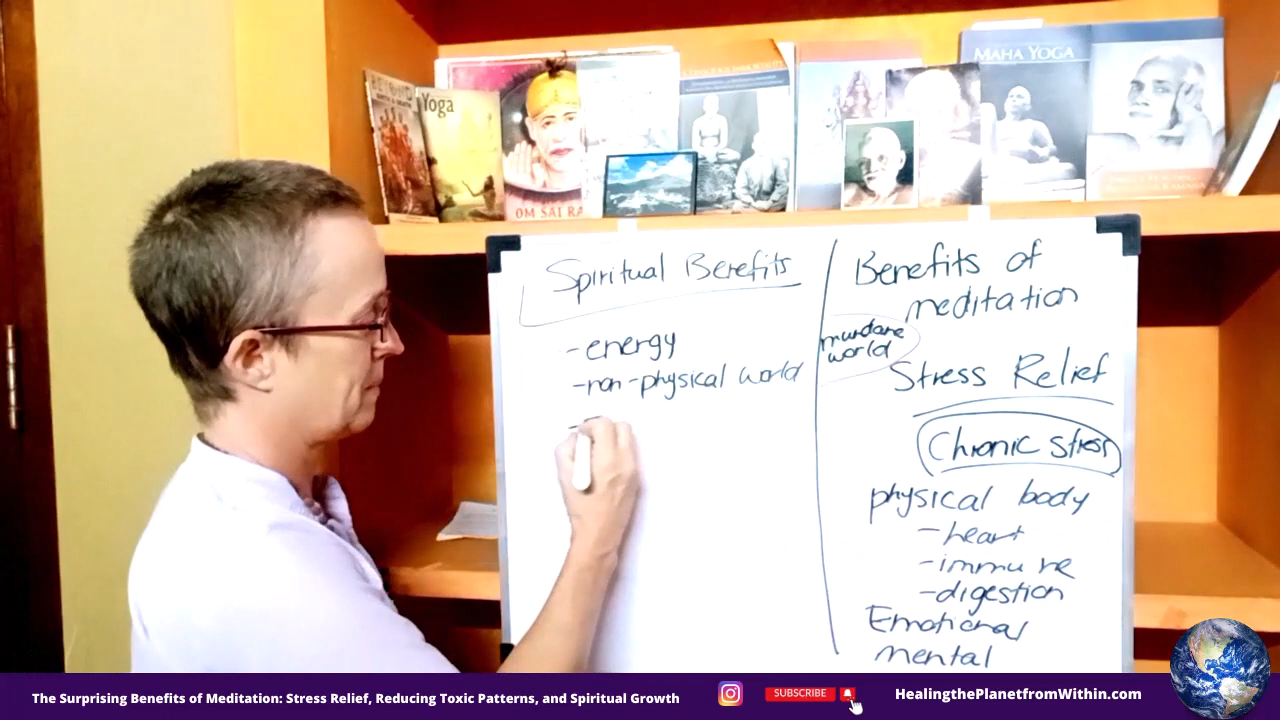 Yoga
OM SAI RA
MAHA YOGA
Spiritual Benefits
-energy
-non-physical world
Benefits of
meditation
mundane
world
Stress Relief
Chronic stress
physical body
-heart
-immune
-digestion
Emotional
mental
The Surprising Benefits of Meditation: Stress Relief, Reducing Toxic Patterns, and Spiritual Growth
SUBSCRIBE
HealingthePlanetfromWithin.com